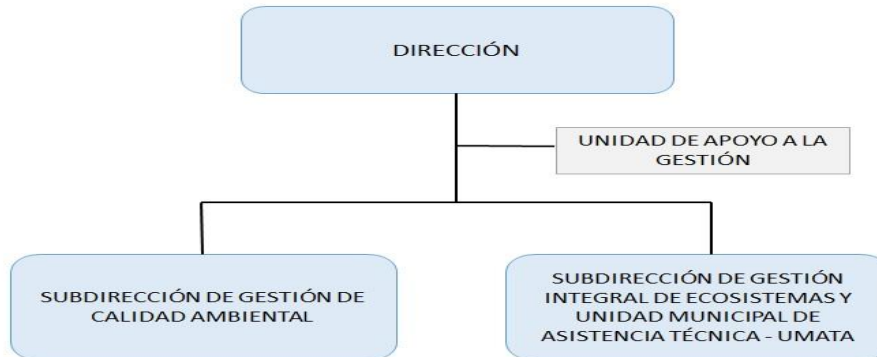 DIRECCIÓN
UNIDAD DE APOYO A LA
GESTIÓN
SUBDIRECCIÓN DE GESTIÓN DE
CALIDAD AMBIENTAL
SUBDIRECCIÓN DE GESTIÓN
INTEGRAL DE ECOSISTEMAS Y
UNIDAD MUNICIPAL DE
ASISTENCIA TÉCNICA - UMATA